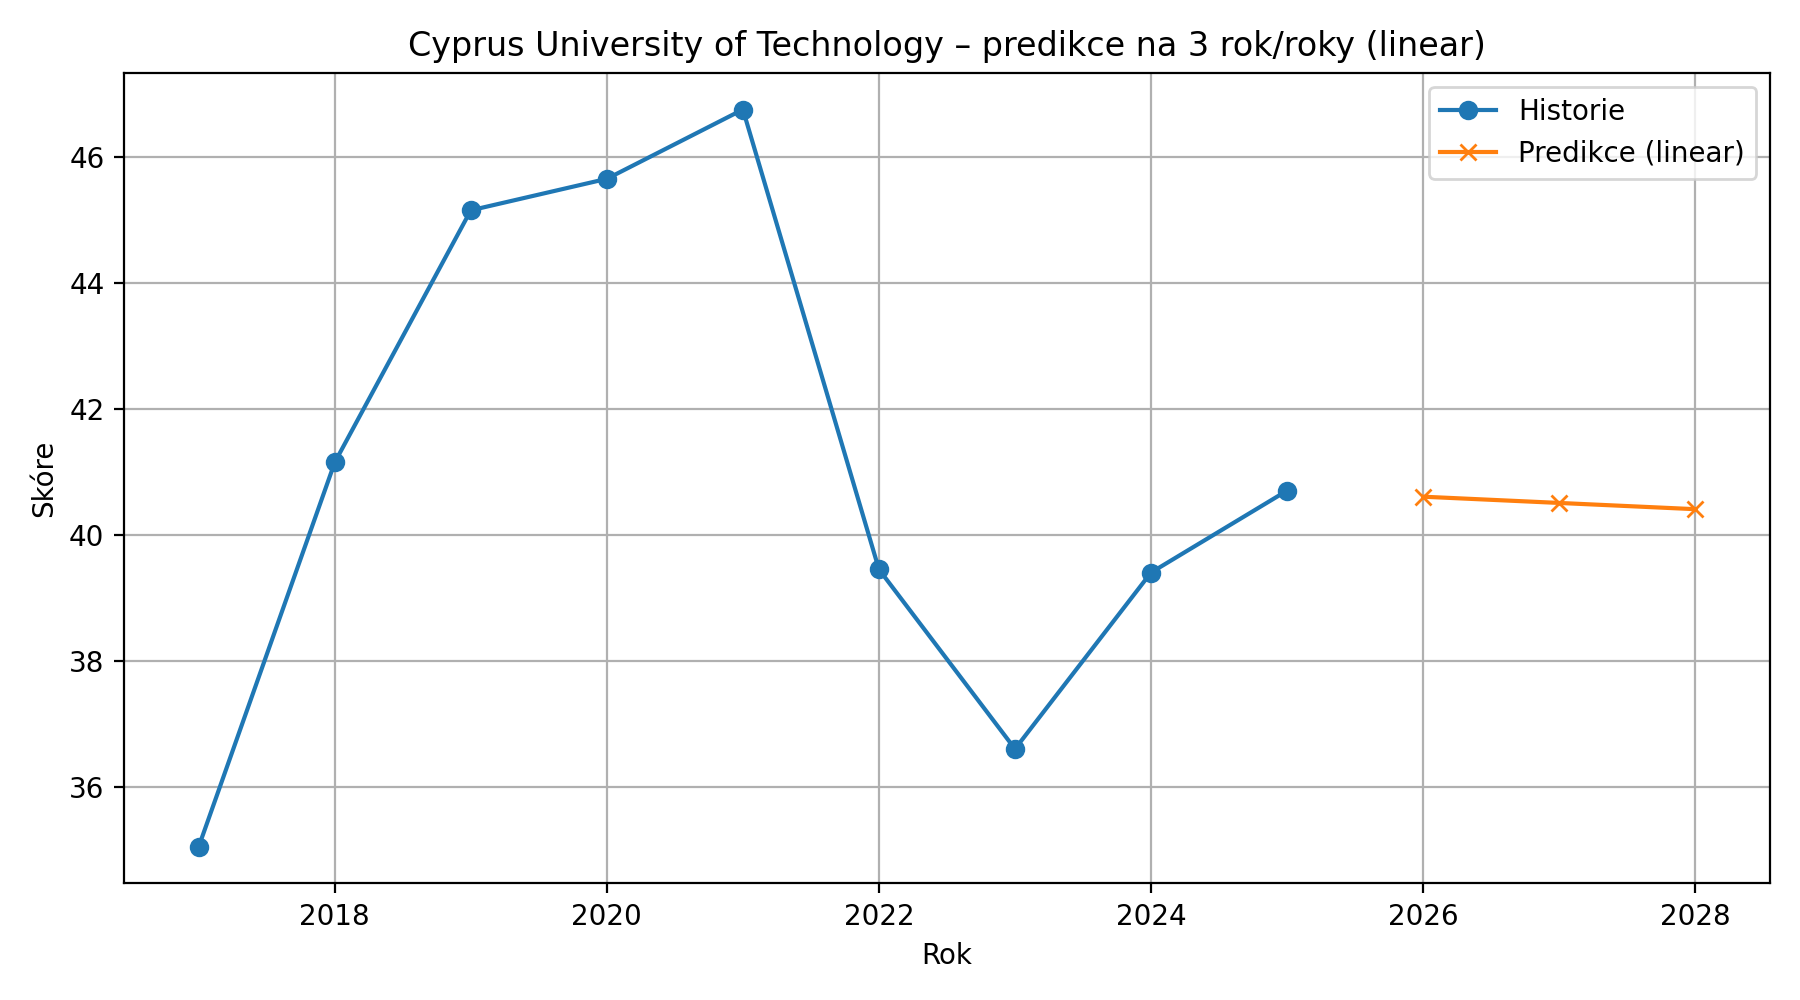 Cyprus University of Technology – predikce na 3 rok/roky (linear)
Historie
Predikce (linear)
Skóre
46
44
42
40
38
36
2018 2020 2022 2024 2026 2028
Rok